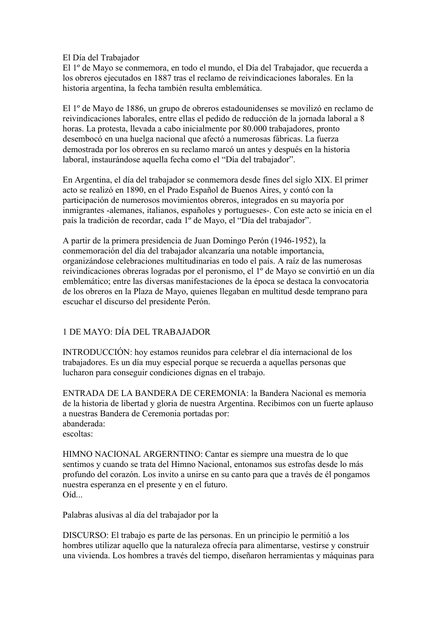 El Día del Trabajador
El 1º de Mayo se conmemora, en todo el mundo, el Día del Trabajador, que recuerda a
los obreros ejecutados en 1887 tras el reclamo de reivindicaciones laborales. En la
historia argentina, la fecha también resulta emblemática.
El 1º de Mayo de 1886, un grupo de obreros estadounidenses se movilizó en reclamo de
reivindicaciones laborales, entre ellas el pedido de reducción de la jornada laboral a 8
horas. La protesta, llevada a cabo inicialmente por 80.000 trabajadores, pronto
desembocó en una huelga nacional que afectó a numerosas fábricas. La fuerza
demostrada por los obreros en su reclamo marcó un antes y después en la historia
laboral, instaurándose aquella fecha como el “Día del trabajador”.
En Argentina, el día del trabajador se conmemora desde fines del siglo XIX. El primer
acto se realizó en 1890, en el Prado Español de Buenos Aires, y contó con la
participación de numerosos movimientos obreros, integrados en su mayoría por
inmigrantes -alemanes, italianos, españoles y portugueses-. Con este acto se inicia en el
país la tradición de recordar, cada 1º de Mayo, el “Día del trabajador”.
A partir de la primera presidencia de Juan Domingo Perón (1946-1952), la
conmemoración del día del trabajador alcanzaría una notable importancia,
organizándose celebraciones multitudinarias en todo el país. A raíz de las numerosas
reivindicaciones obreras logradas por el peronismo, el 1º de Mayo se convirtió en un día
emblemático; entre las diversas manifestaciones de la época se destaca la convocatoria
de los obreros en la Plaza de Mayo, quienes llegaban en multitud desde temprano para
escuchar el discurso del presidente Perón.
1 DE MAYO: DÍA DEL TRABAJADOR
INTRODUCCIÓN: hoy estamos reunidos para celebrar el día internacional de los
trabajadores. Es un día muy especial porque se recuerda a aquellas personas que
lucharon para conseguir condiciones dignas en el trabajo.
ENTRADA DE LA BANDERA DE CEREMONIA: la Bandera Nacional es memoria
de la historia de libertad y gloria de nuestra Argentina. Recibimos con un fuerte aplauso
a nuestras Bandera de Ceremonia portadas por:
abanderada:
escoltas:
HIMNO NACIONAL ARGERNTINO: Cantar es siempre una muestra de lo que
sentimos y cuando se trata del Himno Nacional, entonamos sus estrofas desde lo más
profundo del corazón. Los invito a unirse en su canto para que a través de él pongamos
nuestra esperanza en el presente y en el futuro.
Oíd...
Palabras alusivas al día del trabajador por la
DISCURSO: El trabajo es parte de las personas. En un principio le permitió a los
hombres utilizar aquello que la naturaleza ofrecía para alimentarse, vestirse y construir
una vivienda. Los hombres a través del tiempo, diseñaron herramientas y máquinas para